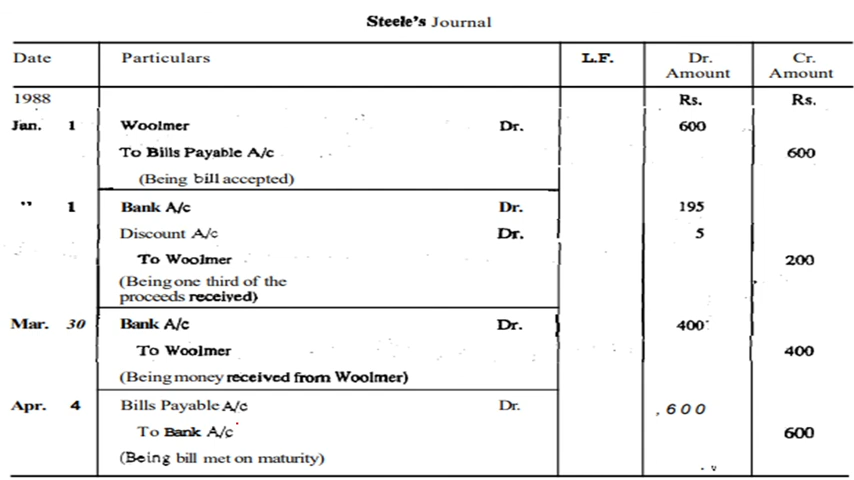 Steele's Journal
Date Particulars L.F. Dr. Amount Cr. Amount
1988 Rs. Rs.
Jan. 1 Woolmer Dr. 600
To Bills Payable A/c 600
(Being bill accepted)
" 1 Bank A/c Dr. 195
Discount A/c Dr. 5
To Woolmer 200
(Being one third of the
proceeds received)
Mar. 30 Bank A/c Dr. 400
To Woolmer 400
(Being money received from Woolmer)
Apr. 4 Bills Payable A/c Dr. 600
To Bank A/c 600
(Being bill met on maturity)